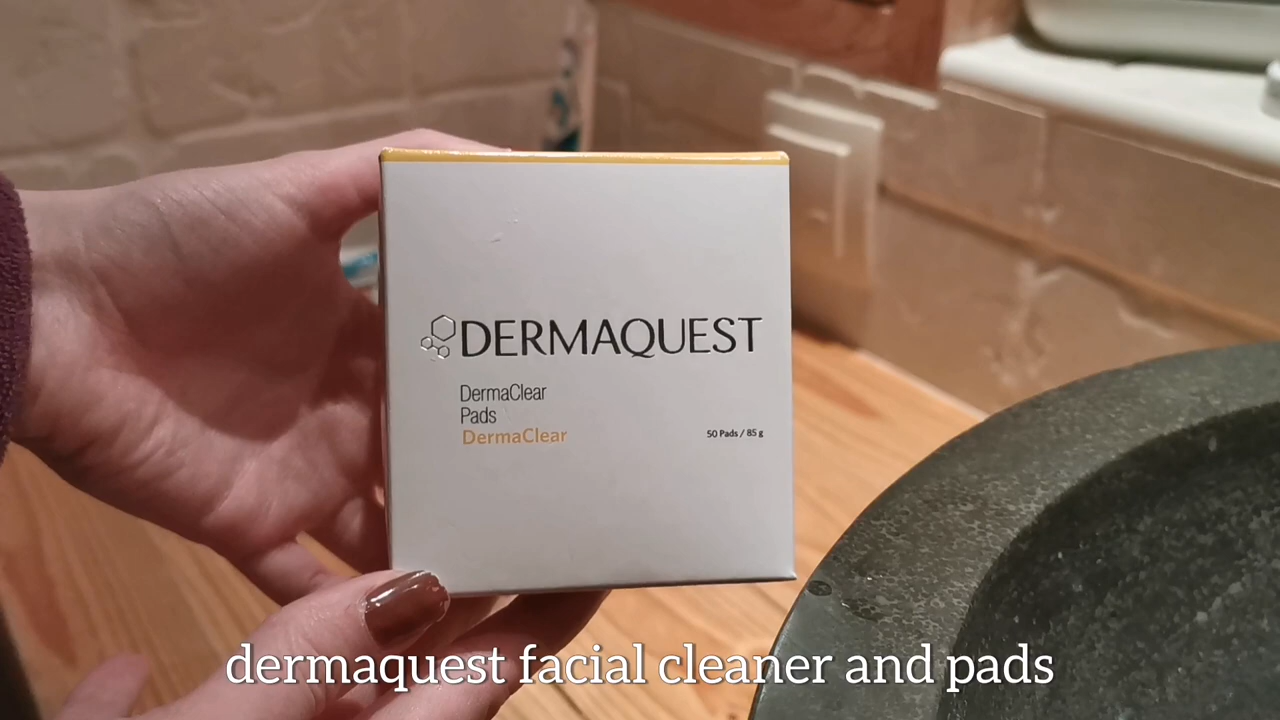 DERMAQUEST
DermaClear
Pads
DermaClear
50 Pads / 85 g
dermaquest facial cleaner and pads